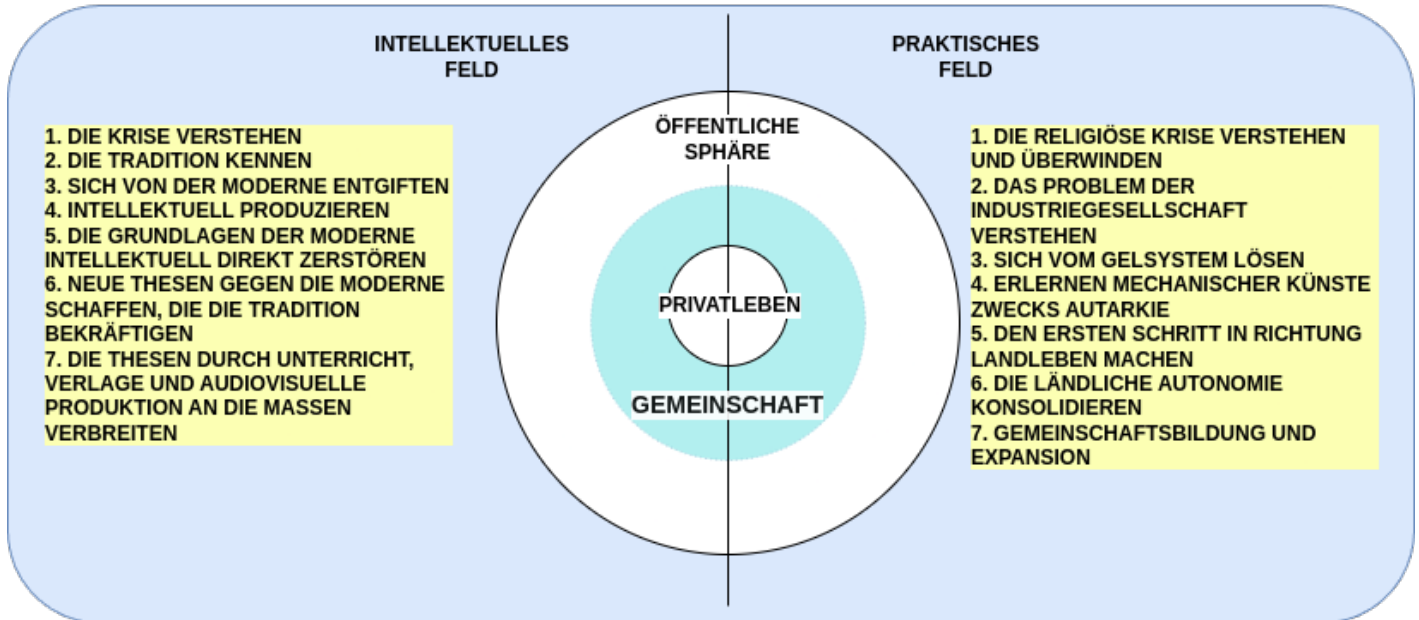 INTELLEKTUELLES
FELD
PRAKTISCHES
FELD
1. DIE KRISE VERSTEHEN
2. DIE TRADITION KENNEN
3. SICH VON DER MODERNE ENTGIFTEN
4. INTELLEKTUELL PRODUZIEREN
5. DIE GRUNDLAGEN DER MODERNE
INTELLEKTUELL DIREKT ZERSTÖREN
6. NEUE THESEN GEGEN DIE MODERNE
SCHAFFEN, DIE DIE TRADITION
BEKRÄFTIGEN
7. DIE THESEN DURCH UNTERRICHT,
VERLAGE UND AUDIOVISUELLE
PRODUKTION AN DIE MASSEN
VERBREITEN
ÖFFENTLICHE
SPHÄRE
PRIVATLEBEN
GEMEINSCHAFT
1. DIE RELIGIÖSE KRISE VERSTEHEN
UND ÜBERWINDEN
2. DAS PROBLEM DER
INDUSTRIEGESELLSCHAFT
VERSTEHEN
3. SICH VOM GELSYSTEM LÖSEN
4. ERLERNEN MECHANISCHER KÜNSTE
ZWECKS AUTARKIE
5. DEN ERSTEN SCHRITT IN RICHTUNG
LANDLEBEN MACHEN
6. DIE LÄNDLICHE AUTONOMIE
KONSOLIDIEREN
7. GEMEINSCHAFTSBILDUNG UND
EXPANSION